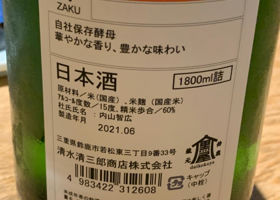 ZAKU
自社保存酵母
華やかな香り、豊かな味わい
日本酒
1800ml詰
原材料/米(国産)、米麹(国産米)
アルコール度数/15度、精米歩合/60%
杜氏氏名:内山智広
製造年月
2021.06
三重県鈴鹿市若松東三丁目9番33号
清水清三郎商店株式会社
4 983422 312608
キャップ
(中栓)